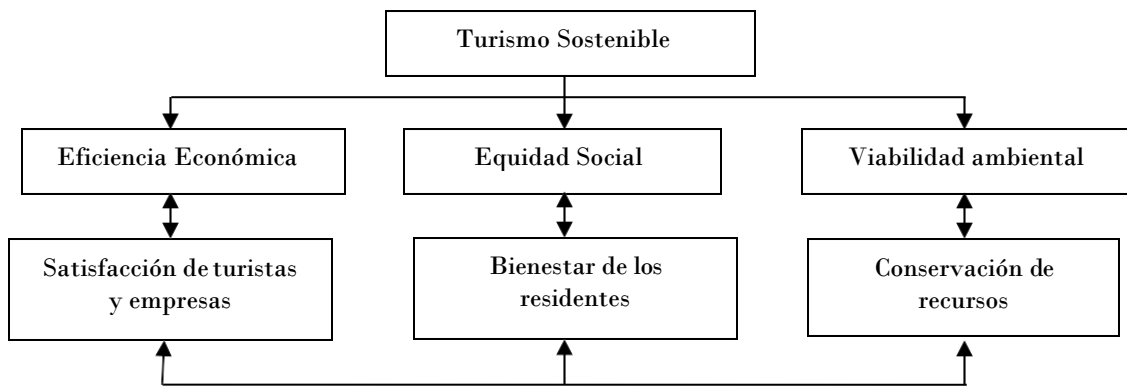 Turismo Sostenible
Eficiencia Económica
Equidad Social
Viabilidad ambiental
Satisfacción de turistas
y empresas
Bienestar de los
residentes
Conservación de
recursos